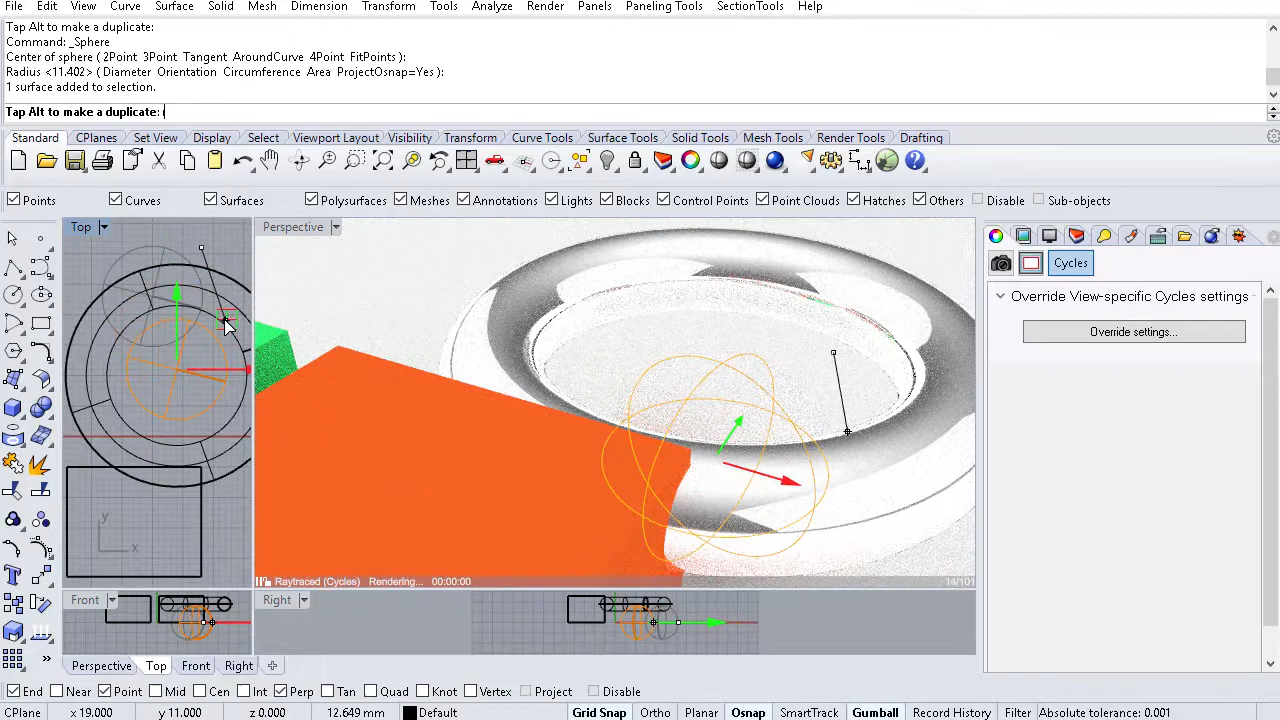 File Edit View Curve Surface Solid Mesh Dimension Transform Tools Analyze Render Panels Paneling Tools SectionTools Help
Tap Alt to make a duplicate:
Command: _Sphere
Center of sphere ( 2Point 3Point Tangent AroundCurve 4Point FitPoints ):
Radius <11.402> ( Diameter Orientation Circumference Area ProjectOsnap=Yes ):
1 surface added to selection.
Tap Alt to make a duplicate:
Standard CPlanes Set View Display Select Viewport Layout Visibility Transform Curve Tools Surface Tools Solid Tools Mesh Tools Render Tools Drafting
Points Curves Surfaces Polysurfaces Meshes Annotations Lights Blocks Control Points Point Clouds Hatches Others Disable Sub-objects
Top Perspective
Cycles
Override View-specific Cycles settings
Override settings...
y
x
Raytraced (Cycles) Rendering... 00:00:00 14/101
Front Right
Perspective Top Front Right
End Near Point Mid Cen Int Perp Tan Quad Knot Vertex Project Disable
CPlane x 19.000 y 11.000 z 0.000 12.649 mm Default Grid Snap Ortho Planar Osnap SmartTrack Gumball Record History Filter Absolute tolerance: 0.001